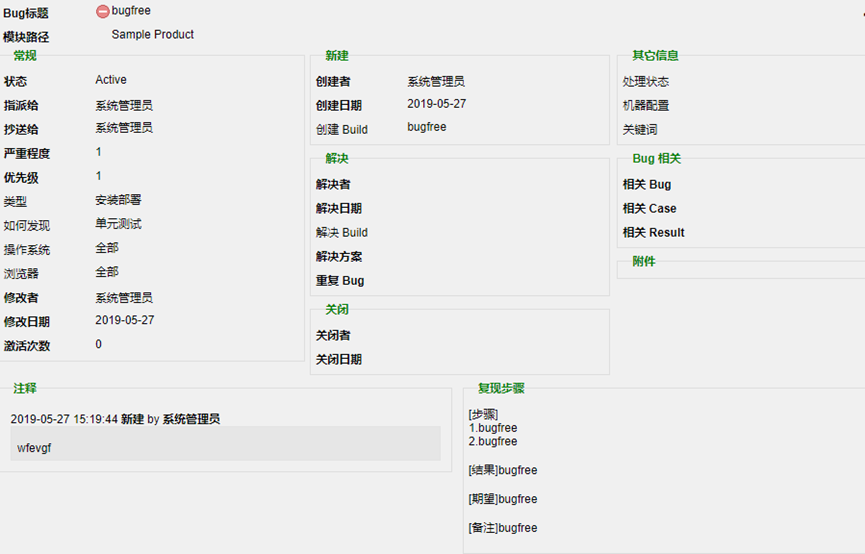 Bug标题 bugfree
模块路径 Sample Product
常规
状态 Active
指派给 系统管理员
抄送给 系统管理员
严重程度 1
优先级 1
类型 安装部署
如何发现 单元测试
操作系统 全部
浏览器 全部
修改者 系统管理员
修改日期 2019-05-27
激活次数 0
新建
创建者 系统管理员
创建日期 2019-05-27
创建 Build bugfree
解决
解决者
解决日期
解决 Build
解决方案
重复 Bug
关闭
关闭者
关闭日期
其它信息
处理状态
机器配置
关键词
Bug 相关
相关 Bug
相关 Case
相关 Result
附件
注释
2019-05-27 15:19:44 新建 by 系统管理员
wfevgf
复现步骤
[步骤]
1.bugfree
2.bugfree
[结果]bugfree
[期望]bugfree
[备注]bugfree